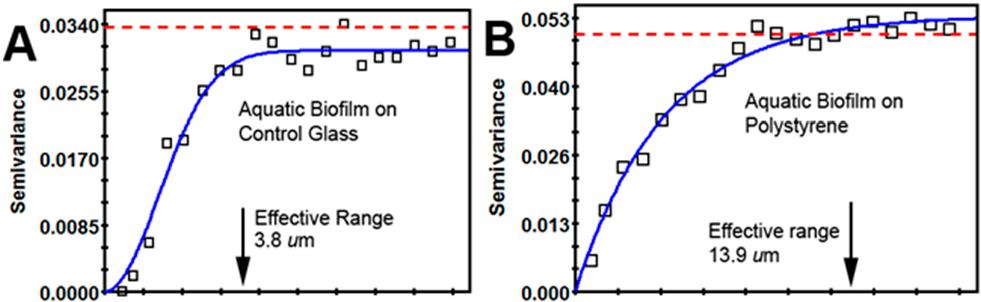 A
Semivariance
0.0340
0.0255
0.0170
0.0085
0.0000
Aquatic Biofilm on
Control Glass
Effective Range
3.8 um
B
Semivariance
0.053
0.040
0.026
0.013
0.000
Aquatic Biofilm on
Polystyrene
Effective range
13.9 um